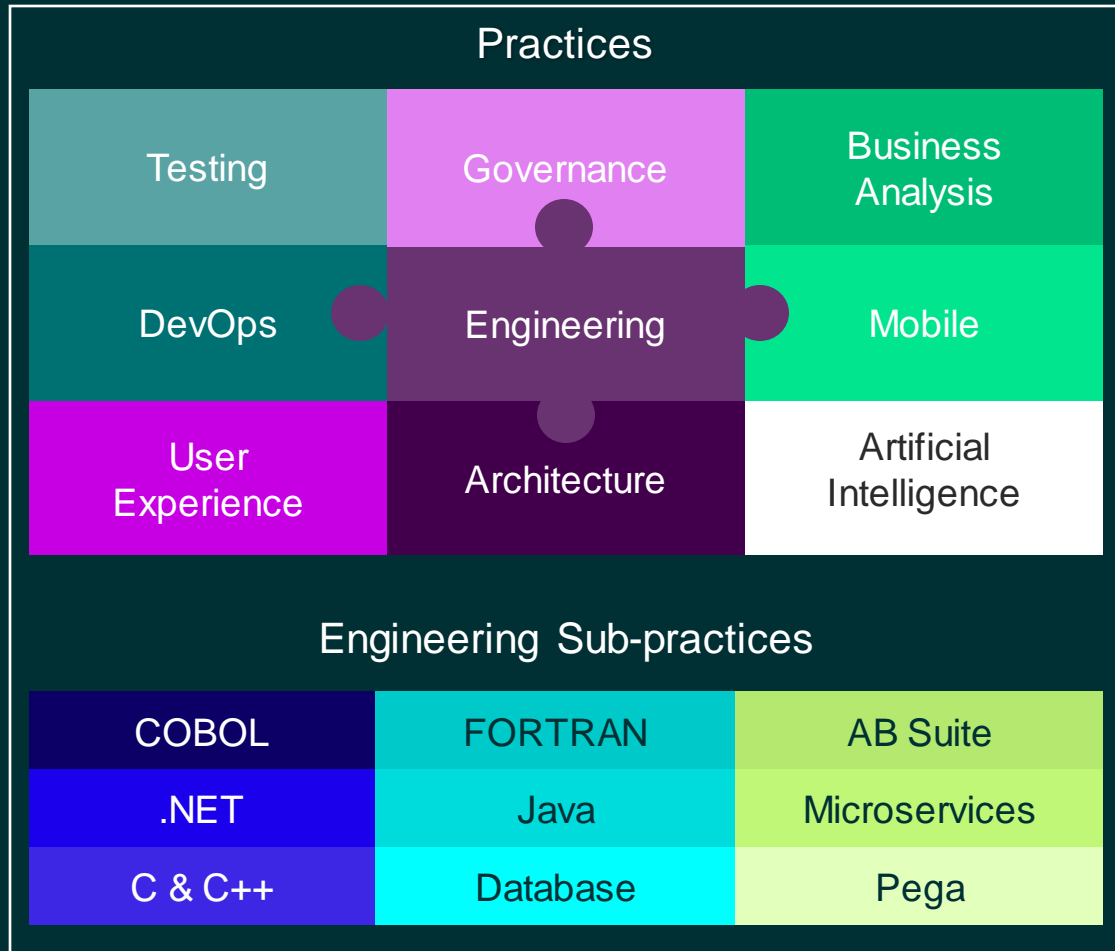 Practices
Testing
Governance
Business
Analysis
DevOps
Engineering
Mobile
User
Experience
Architecture
Artificial
Intelligence
Engineering Sub-practices
COBOL
FORTRAN
AB Suite
.NET
Java
Microservices
C & C++
Database
Pega